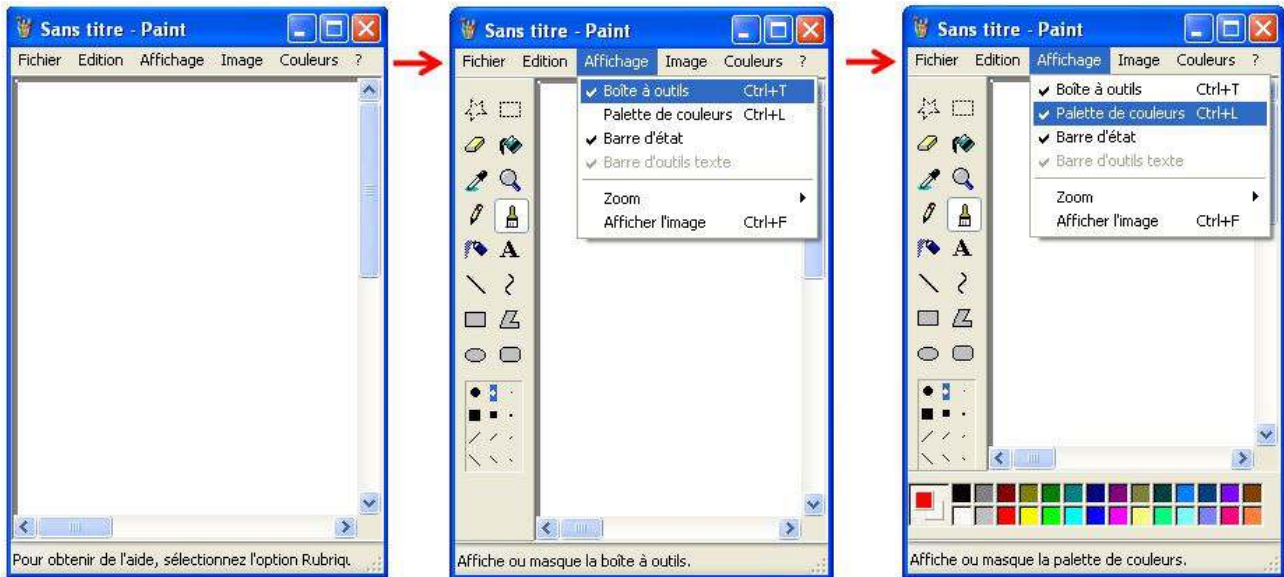 Sans titre - Paint
Fichier Edition Affichage Image Couleurs ?
Pour obtenir de l'aide, sélectionnez l'option Rubriqu
Sans titre - Paint
Fichier Edition Affichage Image Couleurs ?
Boîte à outils Ctrl+T
Palette de couleurs Ctrl+L
Barre d'état
Barre d'outils texte
Zoom
Afficher l'image Ctrl+F
A
Affiche ou masque la boîte à outils.
Sans titre - Paint
Fichier Edition Affichage Image Couleurs ?
Boîte à outils Ctrl+T
Palette de couleurs Ctrl+L
Barre d'état
Barre d'outils texte
Zoom
Afficher l'image Ctrl+F
A
Affiche ou masque la palette de couleurs.